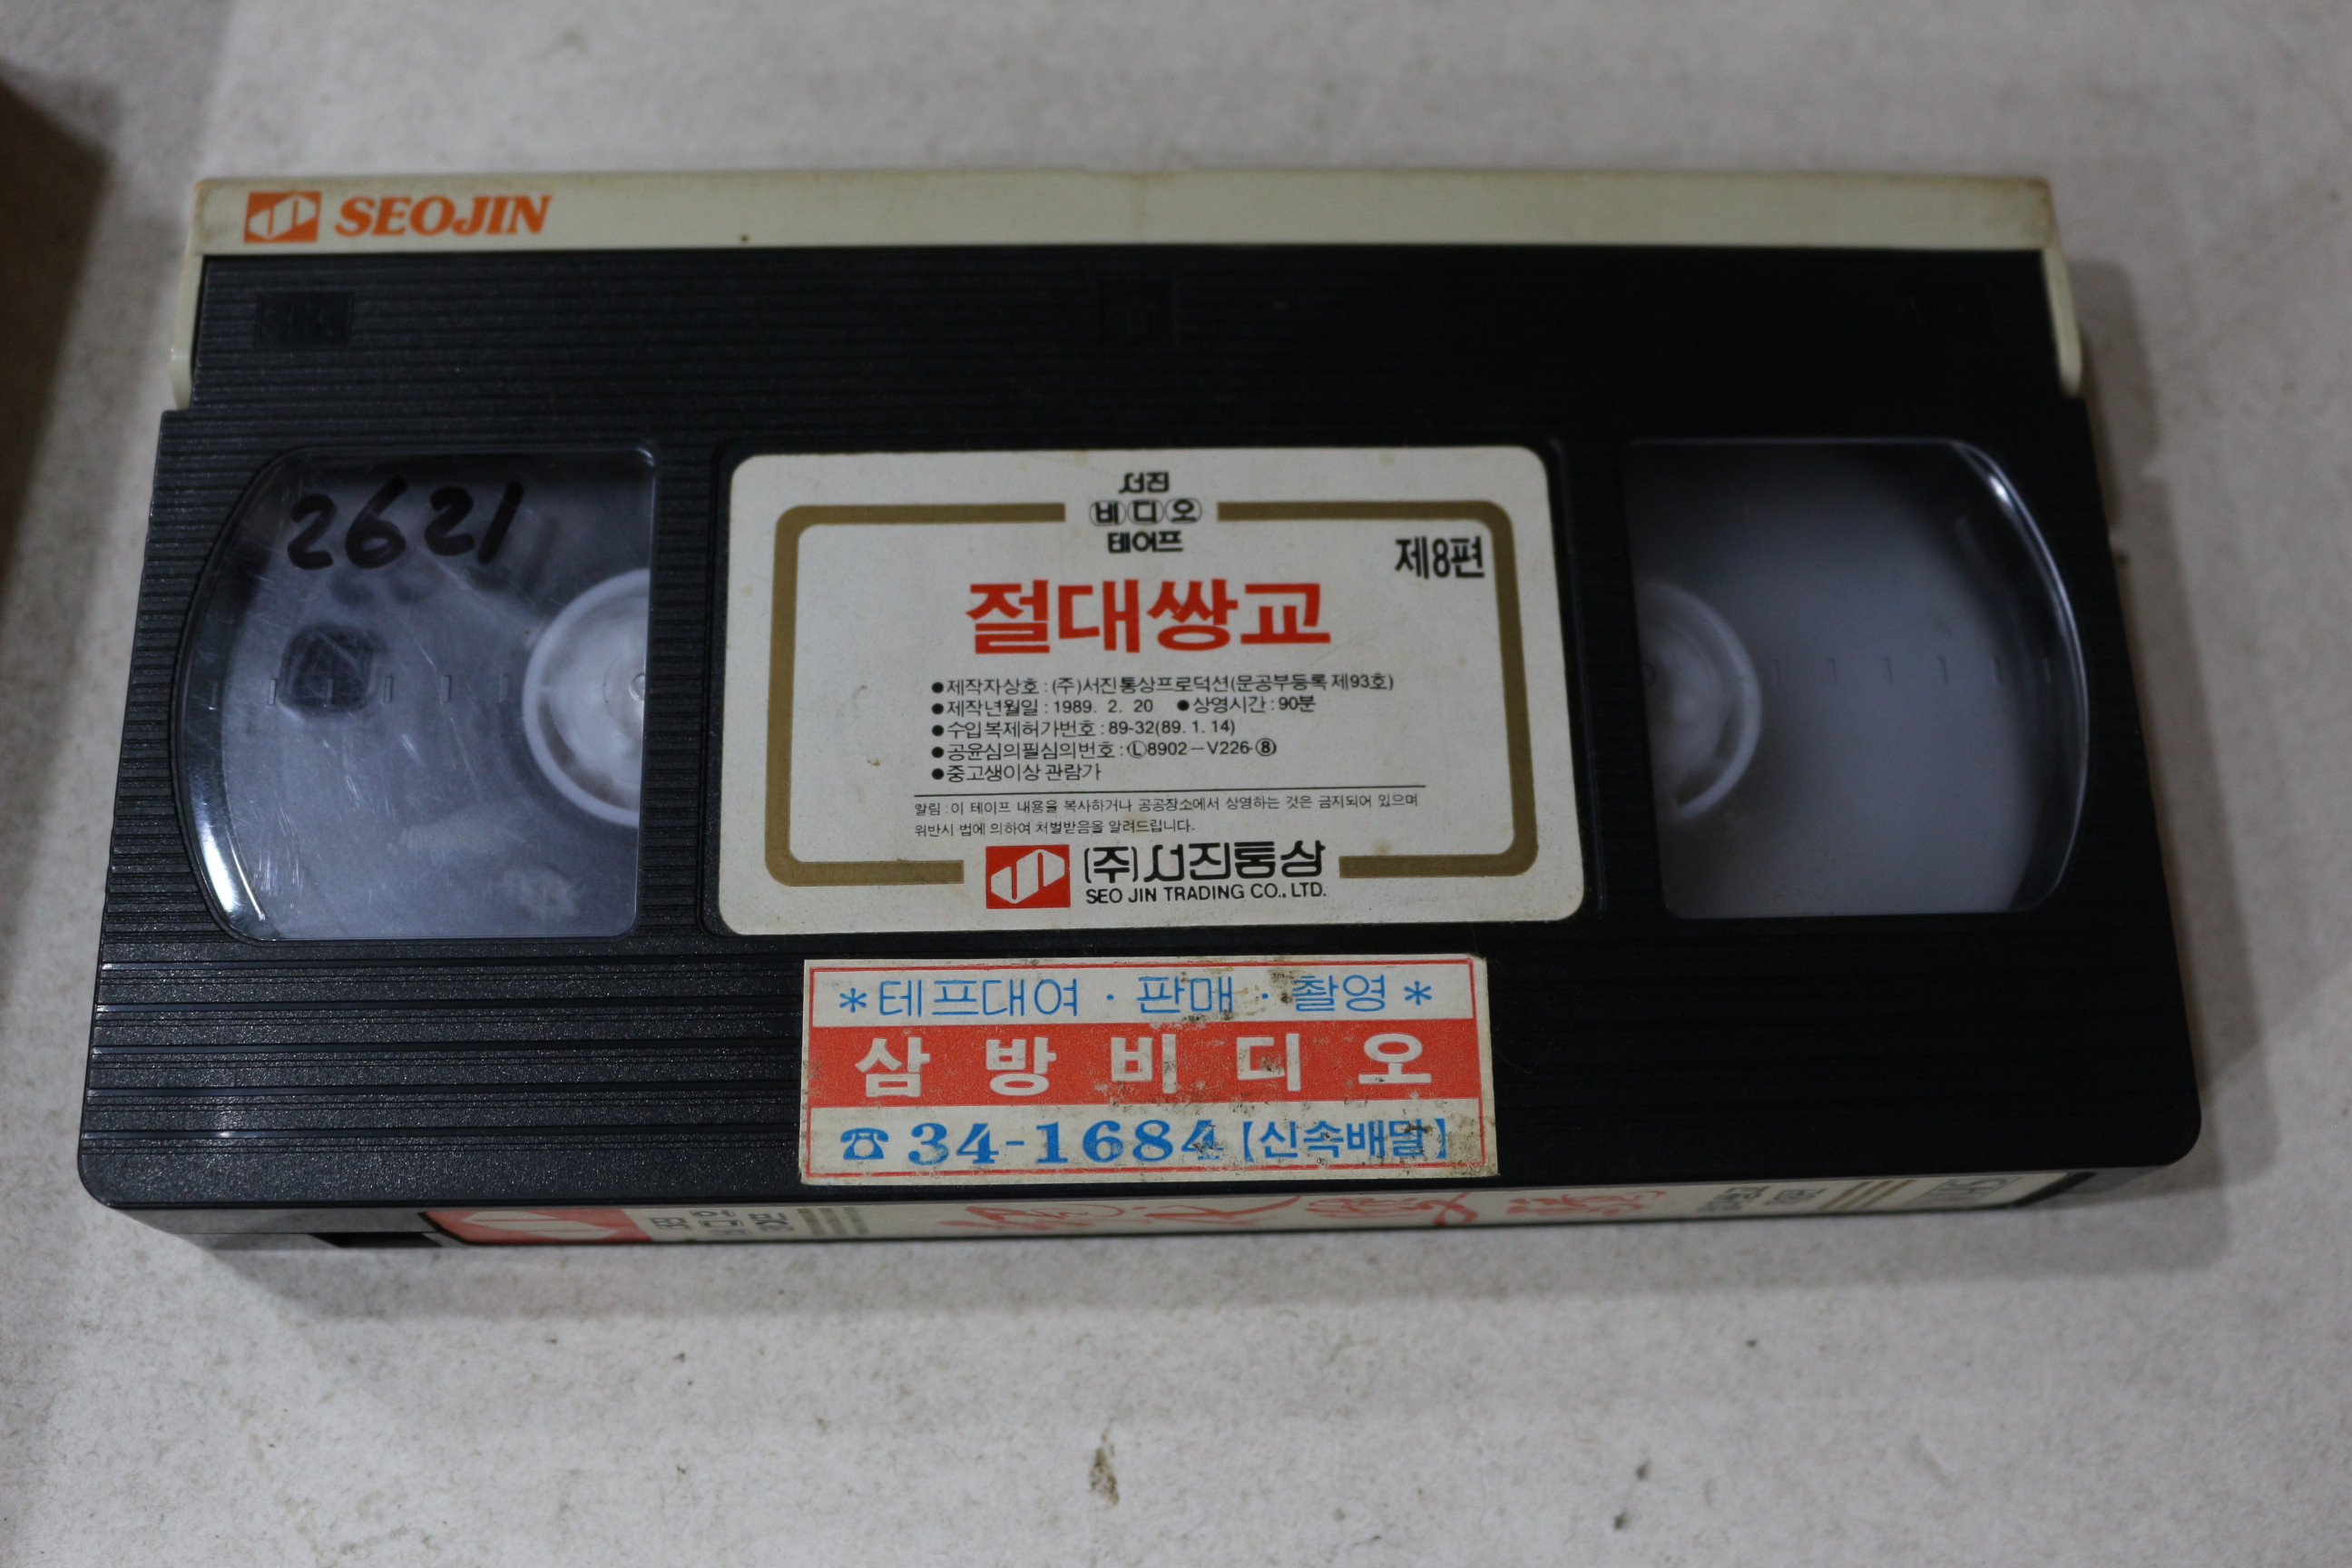 SEOJIN
2621
서진
비디오
테이프
제8편
절대쌍교
●제작자상호 : (주)서진통상프로덕션(문공부등록 제93호)
●제작년월일 : 1989. 2. 20 ●상영시간 : 90분
●수입복제허가번호 : 89-32(89. 1. 14)
●공윤심의필심의번호 : Ⓛ8902-V226-⑧
●중고생이상 관람가
알림 : 이 테이프 내용을 복사하거나 공공장소에서 상영하는 것은 금지되어 있으며
위반시 법에 의하여 처벌받음을 알려드립니다.
(주)서진통상
SEO JIN TRADING CO., LTD.
*테프대여 · 판매 · 촬영*
삼방비디오
☎34-1684【신속배달】